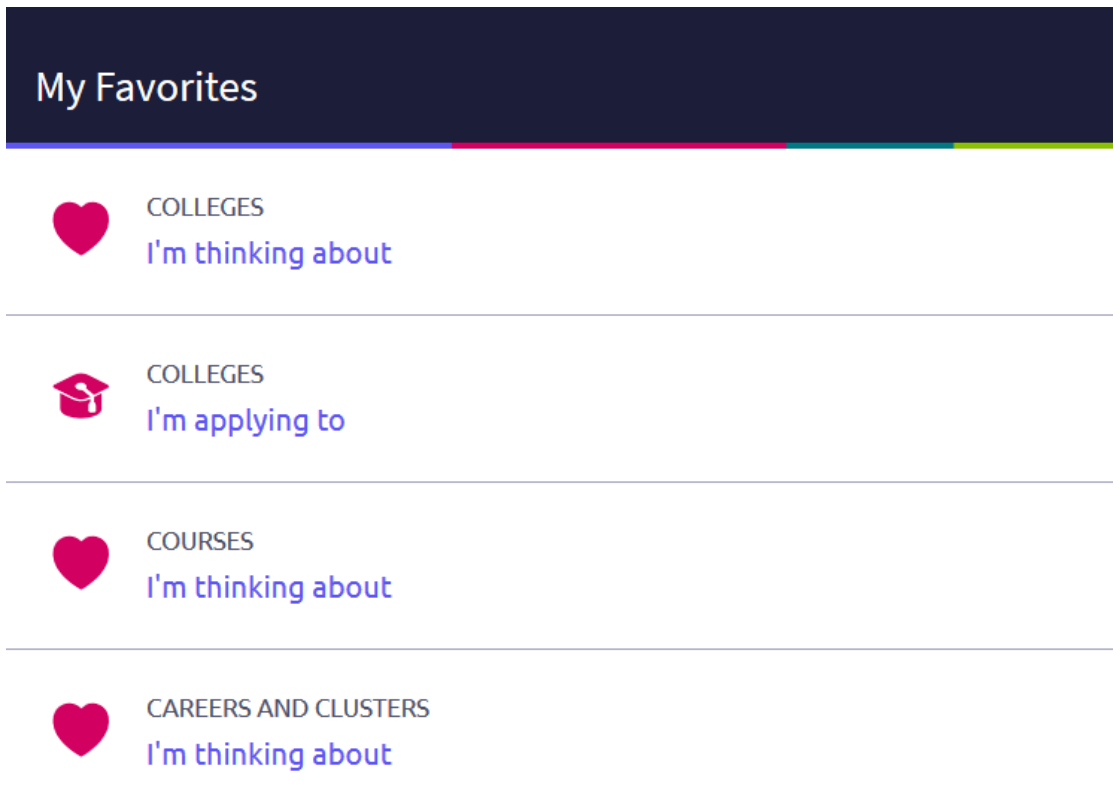 My Favorites
COLLEGES
I'm thinking about
COLLEGES
I'm applying to
COURSES
I'm thinking about
CAREERS AND CLUSTERS
I'm thinking about